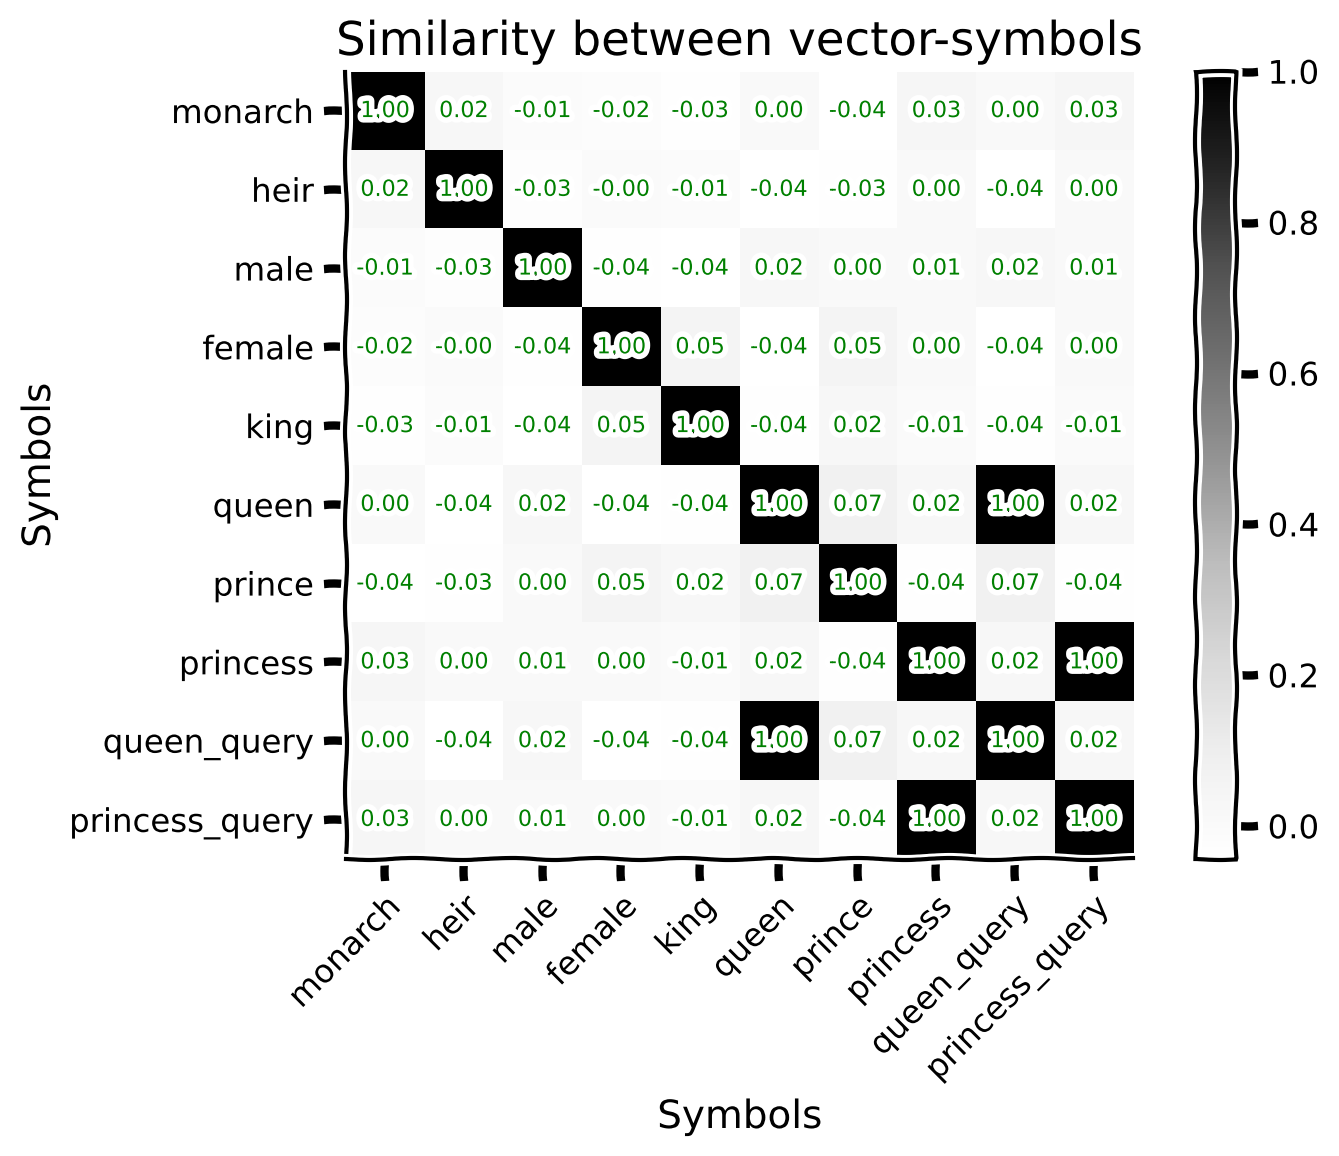 Similarity between vector-symbols
monarch 1.00 0.02 -0.01 -0.02 -0.03 0.00 -0.04 0.03 0.00 0.03
heir 0.02 1.00 -0.03 -0.00 -0.01 -0.04 -0.03 0.00 -0.04 0.00
male -0.01 -0.03 1.00 -0.04 -0.04 0.02 0.00 0.01 0.02 0.01
female -0.02 -0.00 -0.04 1.00 0.05 -0.04 0.05 0.00 -0.04 0.00
king -0.03 -0.01 -0.04 0.05 1.00 -0.04 0.02 -0.01 -0.04 -0.01
queen 0.00 -0.04 0.02 -0.04 -0.04 1.00 0.07 0.02 1.00 0.02
prince -0.04 -0.03 0.00 0.05 0.02 0.07 1.00 -0.04 0.07 -0.04
princess 0.03 0.00 0.01 0.00 -0.01 0.02 -0.04 1.00 0.02 1.00
queen_query 0.00 -0.04 0.02 -0.04 -0.04 1.00 0.07 0.02 1.00 0.02
princess_query 0.03 0.00 0.01 0.00 -0.01 0.02 -0.04 1.00 0.02 1.00
Symbols
monarch
heir
male
female
king
queen
prince
princess
queen_query
princess_query
Symbols
1.0
0.8
0.6
0.4
0.2
0.0